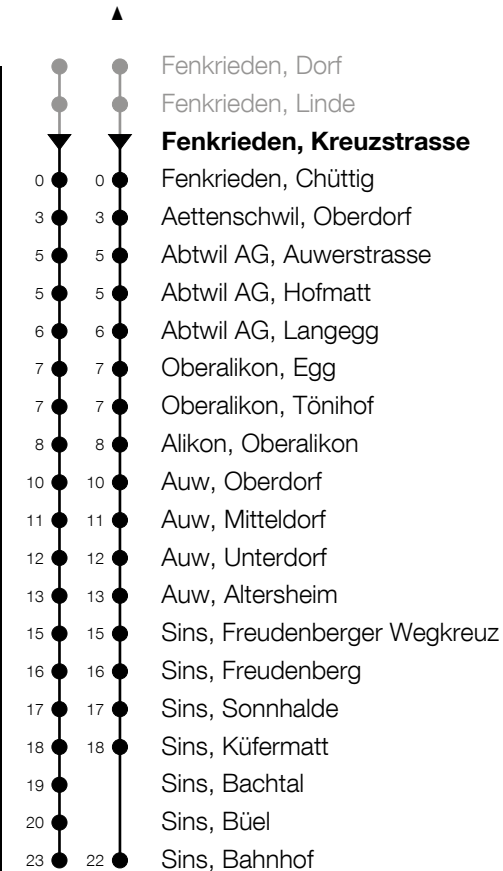 Fenkrieden, Dorf
Fenkrieden, Linde
Fenkrieden, Kreuzstrasse
0 0 Fenkrieden, Chüttig
3 3 Aettenschwil, Oberdorf
5 5 Abtwil AG, Auwerstrasse
5 5 Abtwil AG, Hofmatt
6 6 Abtwil AG, Langegg
7 7 Oberalikon, Egg
7 7 Oberalikon, Tönihof
8 8 Alikon, Oberalikon
10 10 Auw, Oberdorf
11 11 Auw, Mitteldorf
12 12 Auw, Unterdorf
13 13 Auw, Altersheim
15 15 Sins, Freudenberger Wegkreuz
16 16 Sins, Freudenberg
17 17 Sins, Sonnhalde
18 18 Sins, Küfermatt
19 Sins, Bachtal
20 Sins, Büel
23 22 Sins, Bahnhof